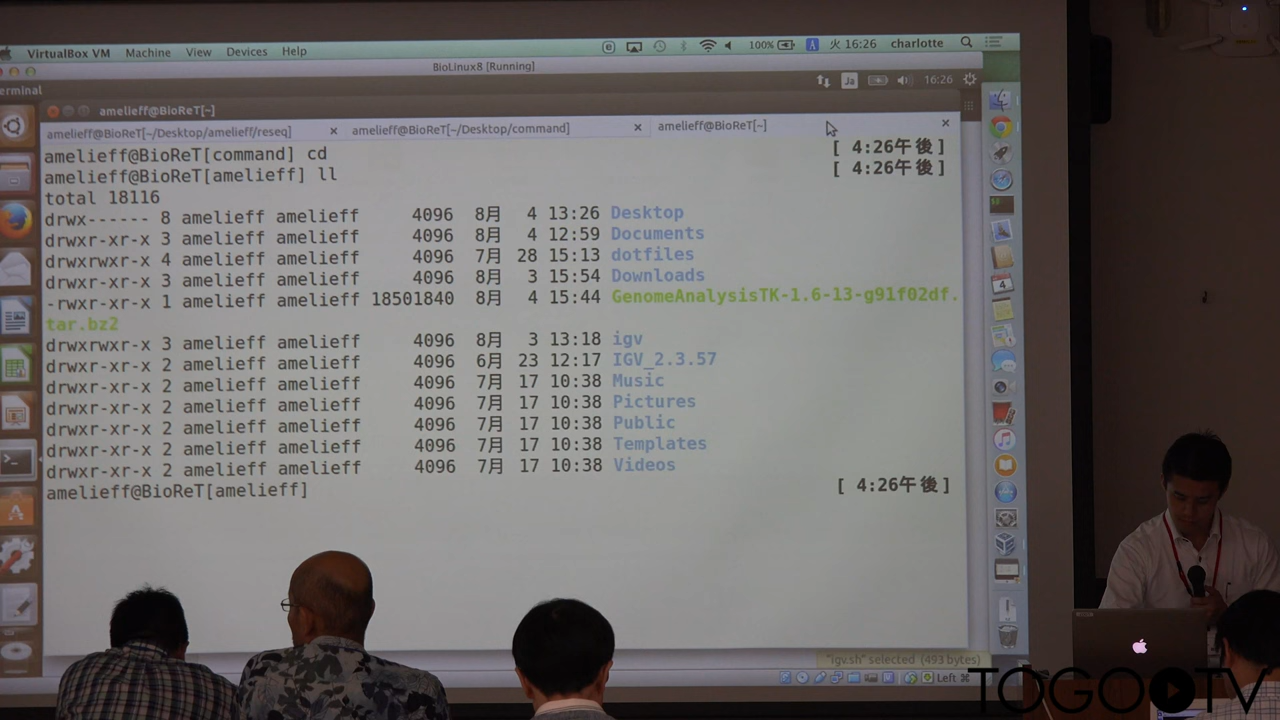 VirtualBox VM Machine View Devices Help 100% A 火 16:26 charlotte
BioLinux8 [Running]
erminal Ja 16:26
amelieff@BioReT[~]
amelieff@BioReT[~/Desktop/amelieff/reseq] × amelieff@BioReT[~/Desktop/command] × amelieff@BioReT[~] ×
amelieff@BioReT[command] cd [ 4:26午後]
amelieff@BioReT[amelieff] ll [ 4:26午後]
total 18116
drwx------ 8 amelieff amelieff 4096 8月 4 13:26 Desktop
drwxr-xr-x 3 amelieff amelieff 4096 8月 4 12:59 Documents
drwxrwxr-x 4 amelieff amelieff 4096 7月 28 15:13 dotfiles
drwxr-xr-x 3 amelieff amelieff 4096 8月 3 15:54 Downloads
-rwxr-xr-x 1 amelieff amelieff 18501840 8月 4 15:44 GenomeAnalysisTK-1.6-13-g91f02df.
tar.bz2
drwxrwxr-x 3 amelieff amelieff 4096 8月 3 13:18 igv
drwxr-xr-x 2 amelieff amelieff 4096 6月 23 12:17 IGV_2.3.57
drwxr-xr-x 2 amelieff amelieff 4096 7月 17 10:38 Music
drwxr-xr-x 2 amelieff amelieff 4096 7月 17 10:38 Pictures
drwxr-xr-x 2 amelieff amelieff 4096 7月 17 10:38 Public
drwxr-xr-x 2 amelieff amelieff 4096 7月 17 10:38 Templates
drwxr-xr-x 2 amelieff amelieff 4096 7月 17 10:38 Videos
amelieff@BioReT[amelieff] [ 4:26午後]
"igv.sh" selected (493 bytes)
Left ⌘
TOGOTV